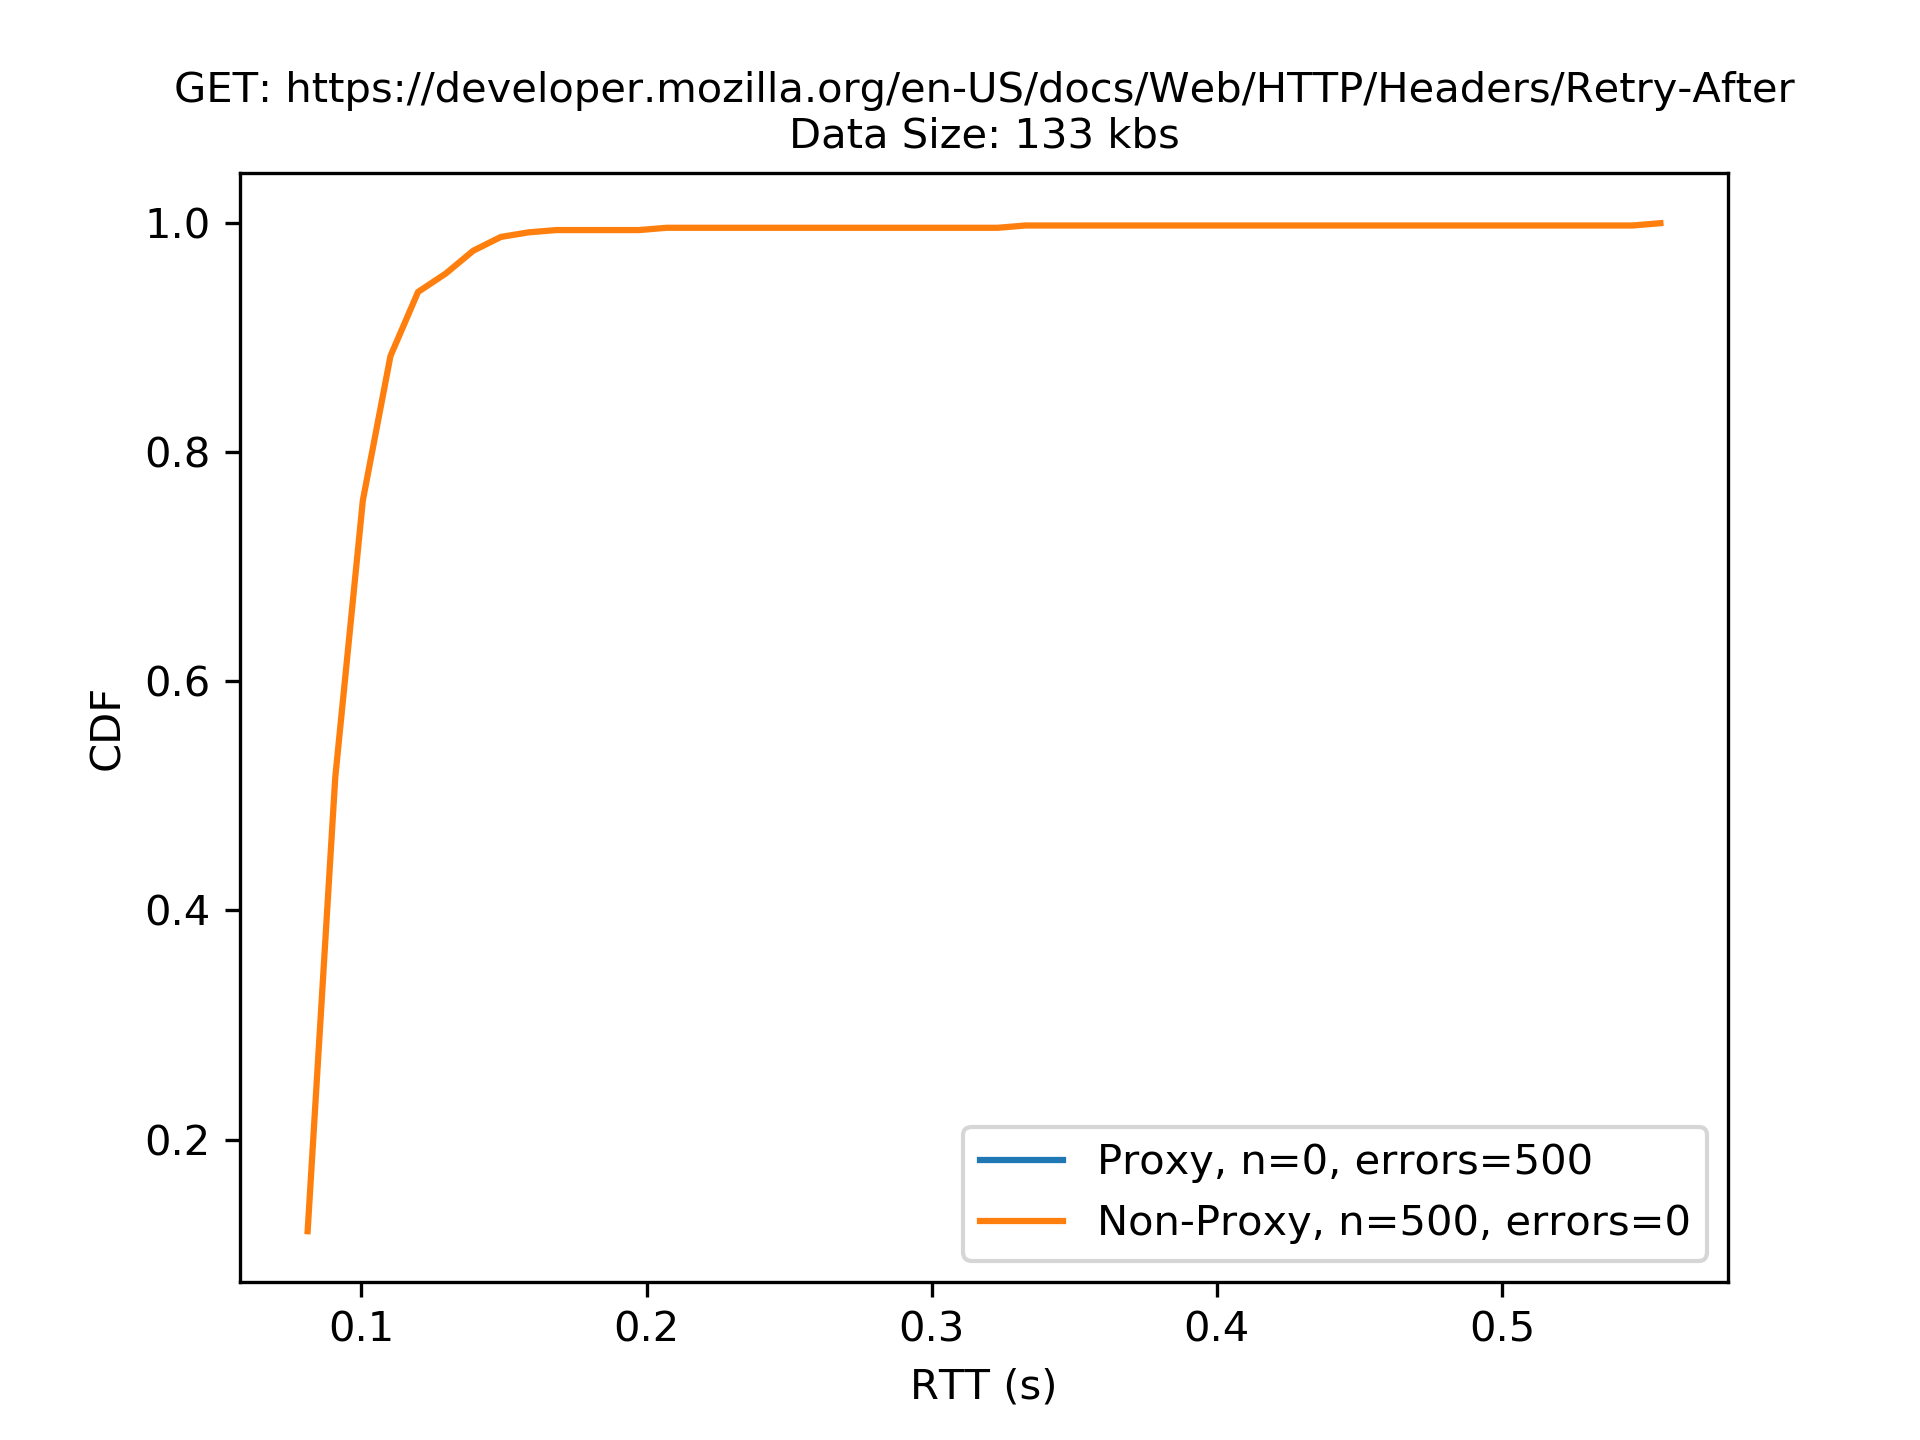 GET: https://developer.mozilla.org/en-US/docs/Web/HTTP/Headers/Retry-After
Data Size: 133 kbs
1.0
0.8
0.6
0.4
0.2
CDF
Proxy, n=0, errors=500
Non-Proxy, n=500, errors=0
0.1 0.2 0.3 0.4 0.5
RTT (s)